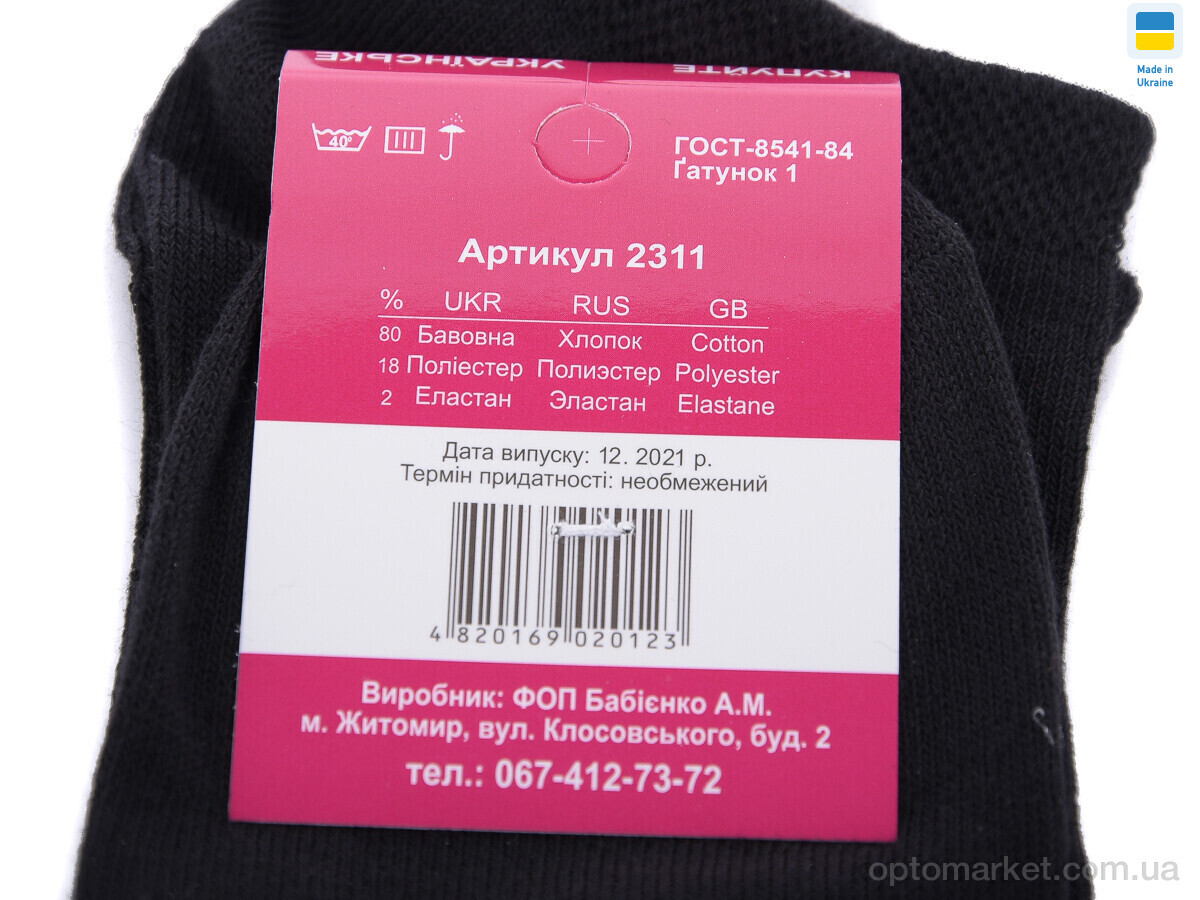 Made in
Ukraine
КУПУЙТЕ УКРАЇНСЬКЕ
40°
ГОСТ-8541-84
Ґатунок 1
Артикул 2311
% UKR RUS GB
80 Бавовна Хлопок Cotton
18 Поліестер Полиэстер Polyester
2 Еластан Эластан Elastane
Дата випуску: 12. 2021 р.
Термін придатності: необмежений
4 820169 020123
Виробник: ФОП Бабієнко А.М.
м. Житомир, вул. Клосовського, буд. 2
тел.: 067-412-73-72
optomarket.com.ua